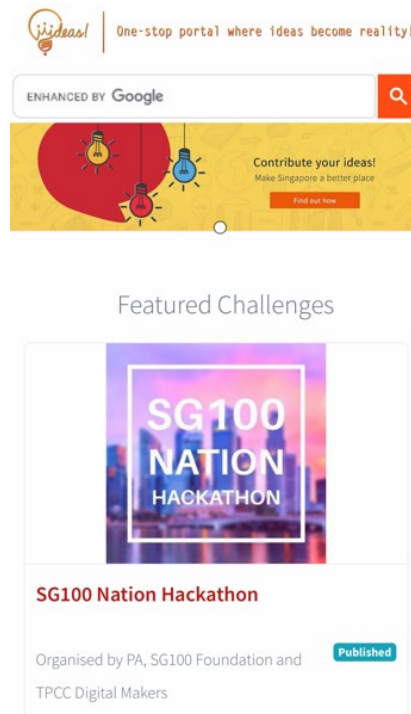 ideas!
One-stop portal where ideas become reality!
ENHANCED BY Google
Contribute your ideas!
Make Singapore a better place
Find out how
Featured Challenges
SG100
NATION
HACKATHON
SG100 Nation Hackathon
Published
Organised by PA, SG100 Foundation and
TPCC Digital Makers